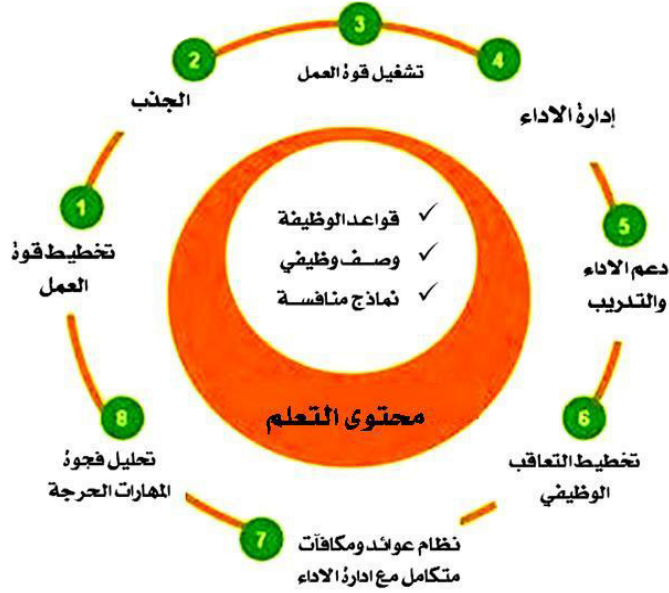 3
تشغيل قوة العمل
2
الجذب
4
إدارة الاداء
1
تخطيط قوة
العمل
5
دعم الاداء
والتدريب
✓ قواعد الوظيفة
✓ وصف وظيفي
✓ نماذج منافسة
محتوى التعلم
8
تحليل فجوة
المهارات الحرجة
6
تخطيط التعاقب
الوظيفي
7
نظام عوائد ومكافآت
متكامل مع ادارة الاداء